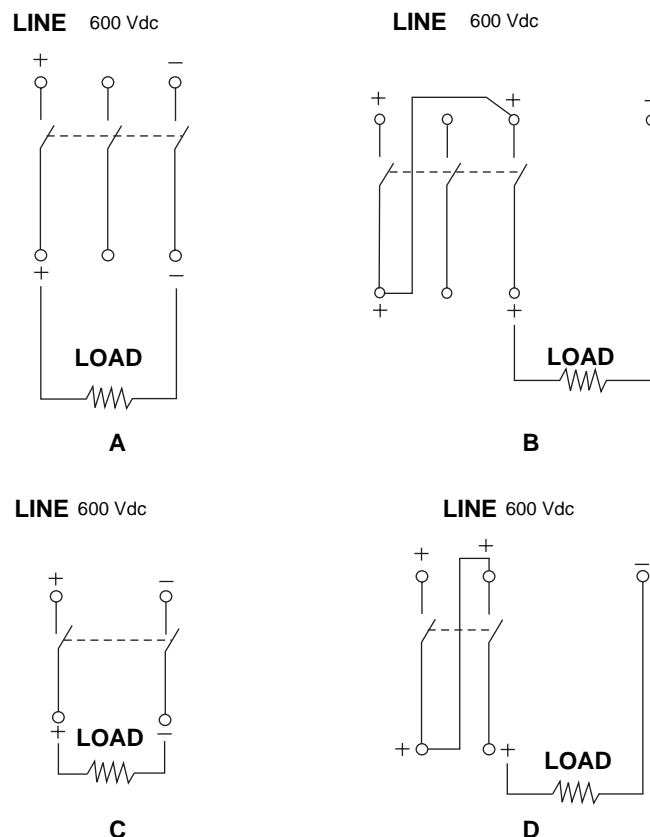 LINE 600 Vdc
LINE 600 Vdc
+ −
+ + −
+ −
+ +
LOAD
LOAD
A
B
LINE 600 Vdc
LINE 600 Vdc
+ −
+ + −
+ −
+ +
LOAD
LOAD
C
D